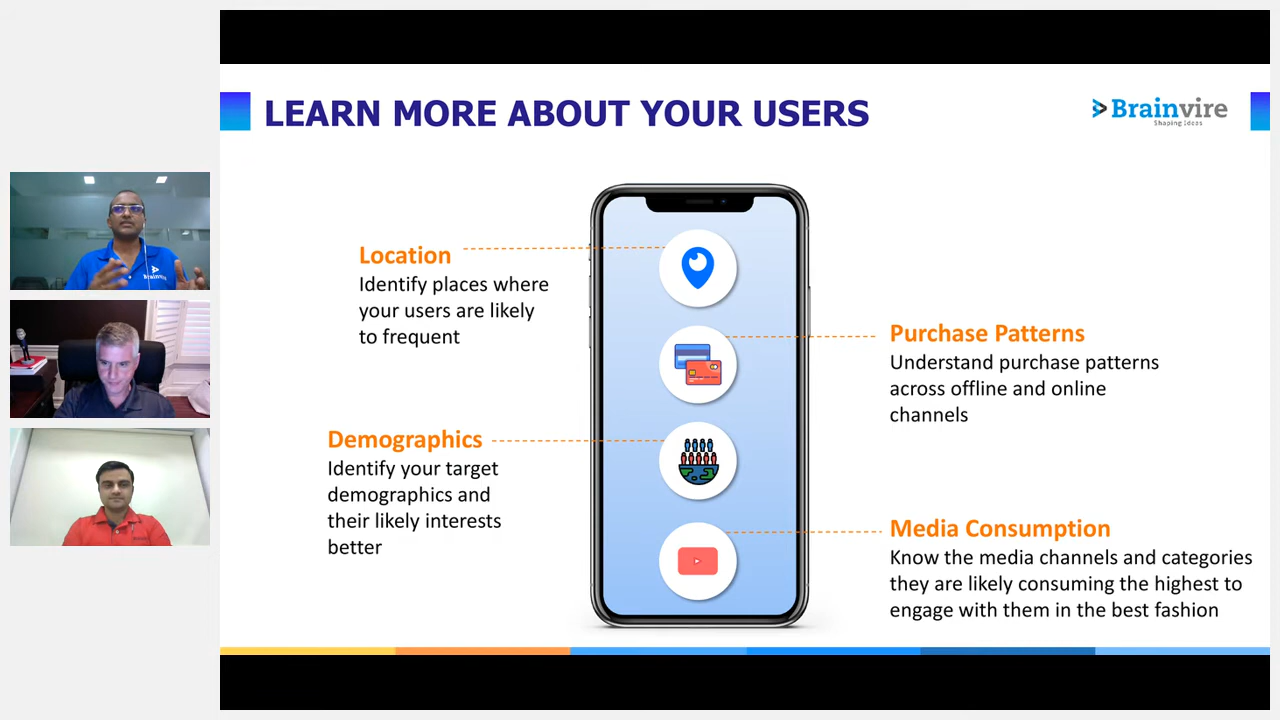 LEARN MORE ABOUT YOUR USERS
Brainvire
Shaping Ideas
Location
Identify places where
your users are likely
to frequent
Purchase Patterns
Understand purchase patterns
across offline and online
channels
Demographics
Identify your target
demographics and
their likely interests
better
Media Consumption
Know the media channels and categories
they are likely consuming the highest to
engage with them in the best fashion
Brainvire